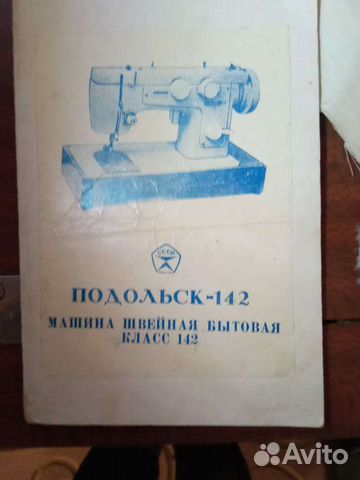 СССР
ПОДОЛЬСК-142
МАШИНА ШВЕЙНАЯ БЫТОВАЯ
КЛАСС 142
Avito